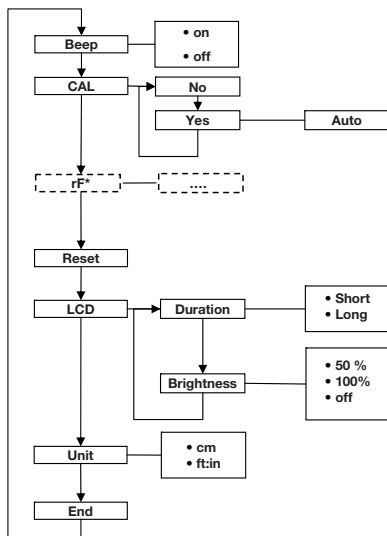 Beep
• on
• off
CAL
No
Yes
Auto
rF*
....
Reset
LCD
Duration
• Short
• Long
Brightness
• 50 %
• 100%
• off
Unit
• cm
• ft:in
End